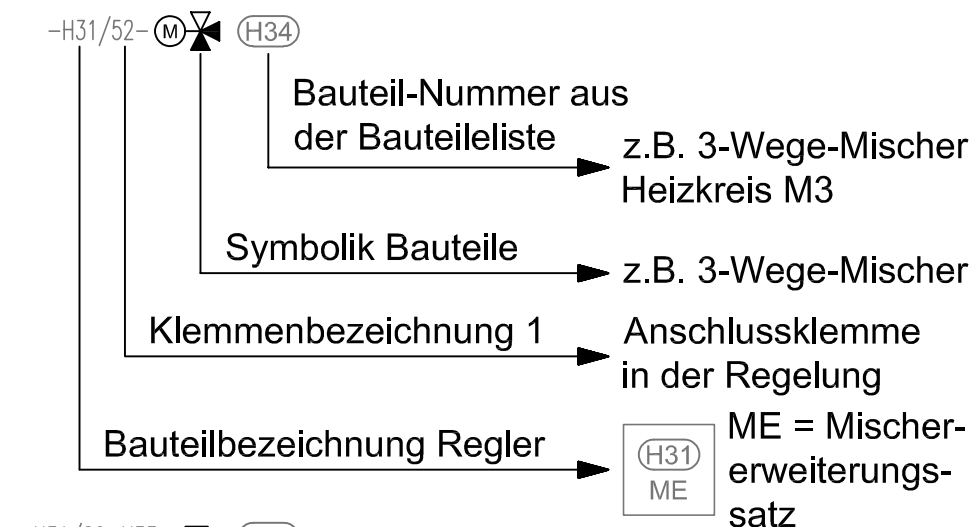 -H31/52- M H34
Bauteil-Nummer aus
der Bauteileliste
z.B. 3-Wege-Mischer
Heizkreis M3
Symbolik Bauteile
z.B. 3-Wege-Mischer
Klemmenbezeichnung 1
Anschlussklemme
in der Regelung
Bauteilbezeichnung Regler
H31
ME
ME = Mischer-
erweiterungs-
satz